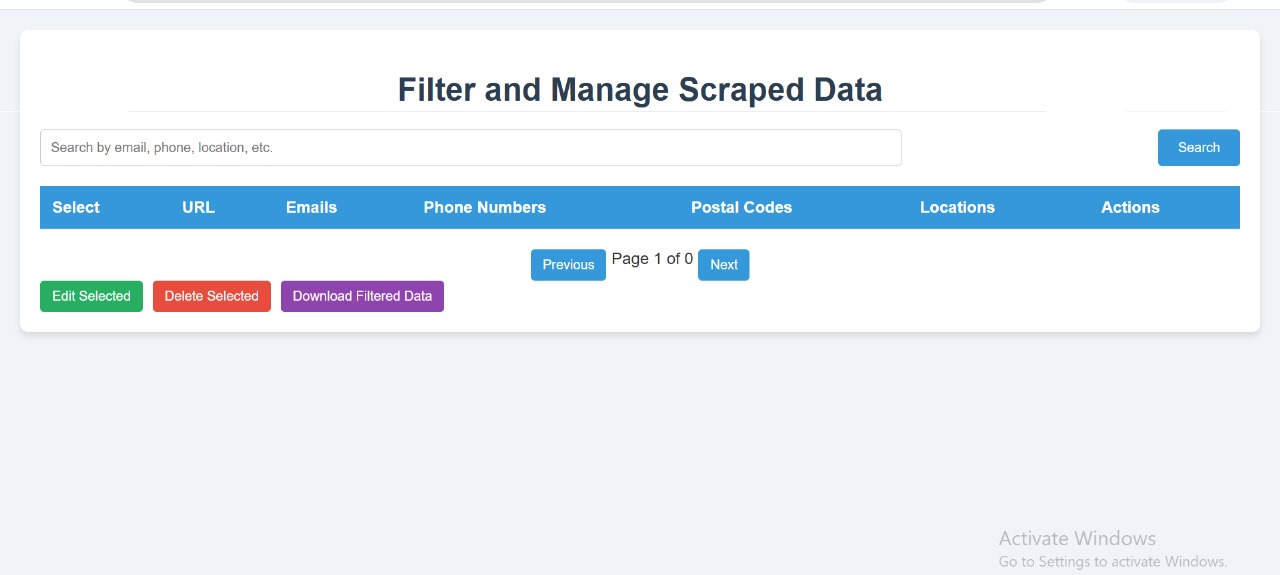 Filter and Manage Scraped Data
Search by email, phone, location, etc.
Search
Select URL Emails Phone Numbers Postal Codes Locations Actions
Previous Page 1 of 0 Next
Edit Selected Delete Selected Download Filtered Data
Activate Windows
Go to Settings to activate Windows.